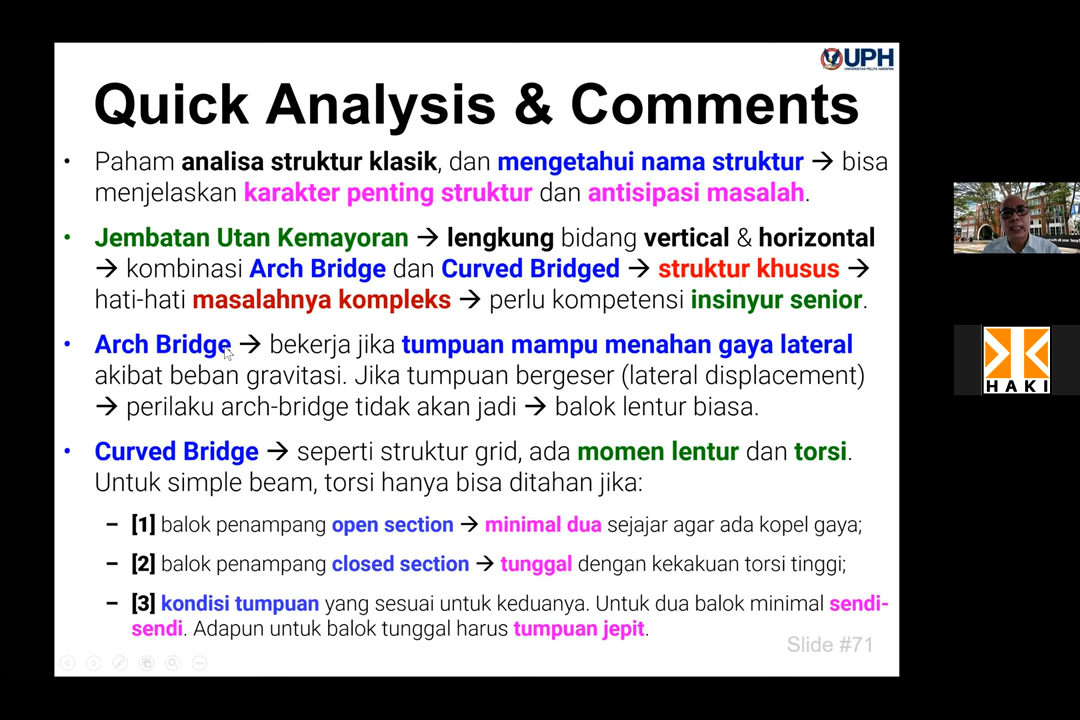 UPH
UNIVERSITAS PELITA HARAPAN
Quick Analysis & Comments
• Paham analisa struktur klasik, dan mengetahui nama struktur → bisa
menjelaskan karakter penting struktur dan antisipasi masalah.
• Jembatan Utan Kemayoran → lengkung bidang vertical & horizontal
→ kombinasi Arch Bridge dan Curved Bridged → struktur khusus →
hati-hati masalahnya kompleks → perlu kompetensi insinyur senior.
• Arch Bridge → bekerja jika tumpuan mampu menahan gaya lateral
akibat beban gravitasi. Jika tumpuan bergeser (lateral displacement)
→ perilaku arch-bridge tidak akan jadi → balok lentur biasa.
• Curved Bridge → seperti struktur grid, ada momen lentur dan torsi.
Untuk simple beam, torsi hanya bisa ditahan jika:
– [1] balok penampang open section → minimal dua sejajar agar ada kopel gaya;
– [2] balok penampang closed section → tunggal dengan kekakuan torsi tinggi;
– [3] kondisi tumpuan yang sesuai untuk keduanya. Untuk dua balok minimal sendi-
sendi. Adapun untuk balok tunggal harus tumpuan jepit.
Slide #71
HAKI